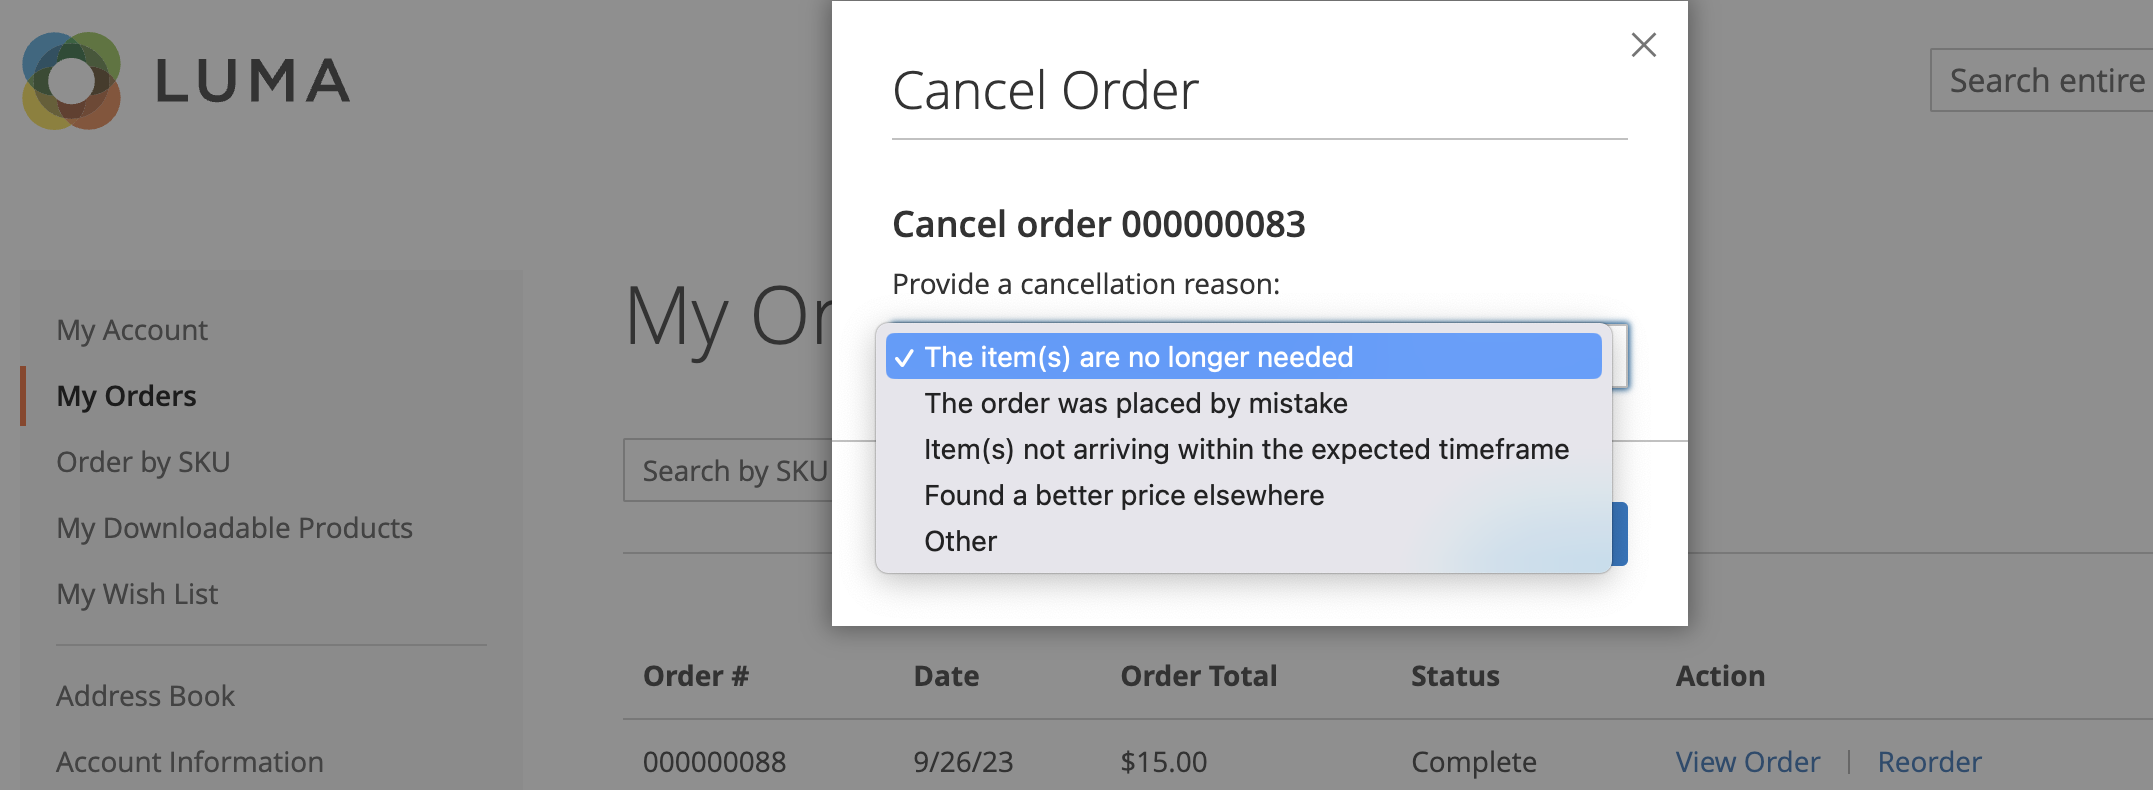 LUMA
Search entire
My Account
My Orders
Order by SKU
My Downloadable Products
My Wish List
Address Book
Account Information
My Or
Search by SKU
Cancel Order
Cancel order 000000083
Provide a cancellation reason:
✓ The item(s) are no longer needed
The order was placed by mistake
Item(s) not arriving within the expected timeframe
Found a better price elsewhere
Other
Order # Date Order Total Status Action
000000088 9/26/23 $15.00 Complete View Order | Reorder